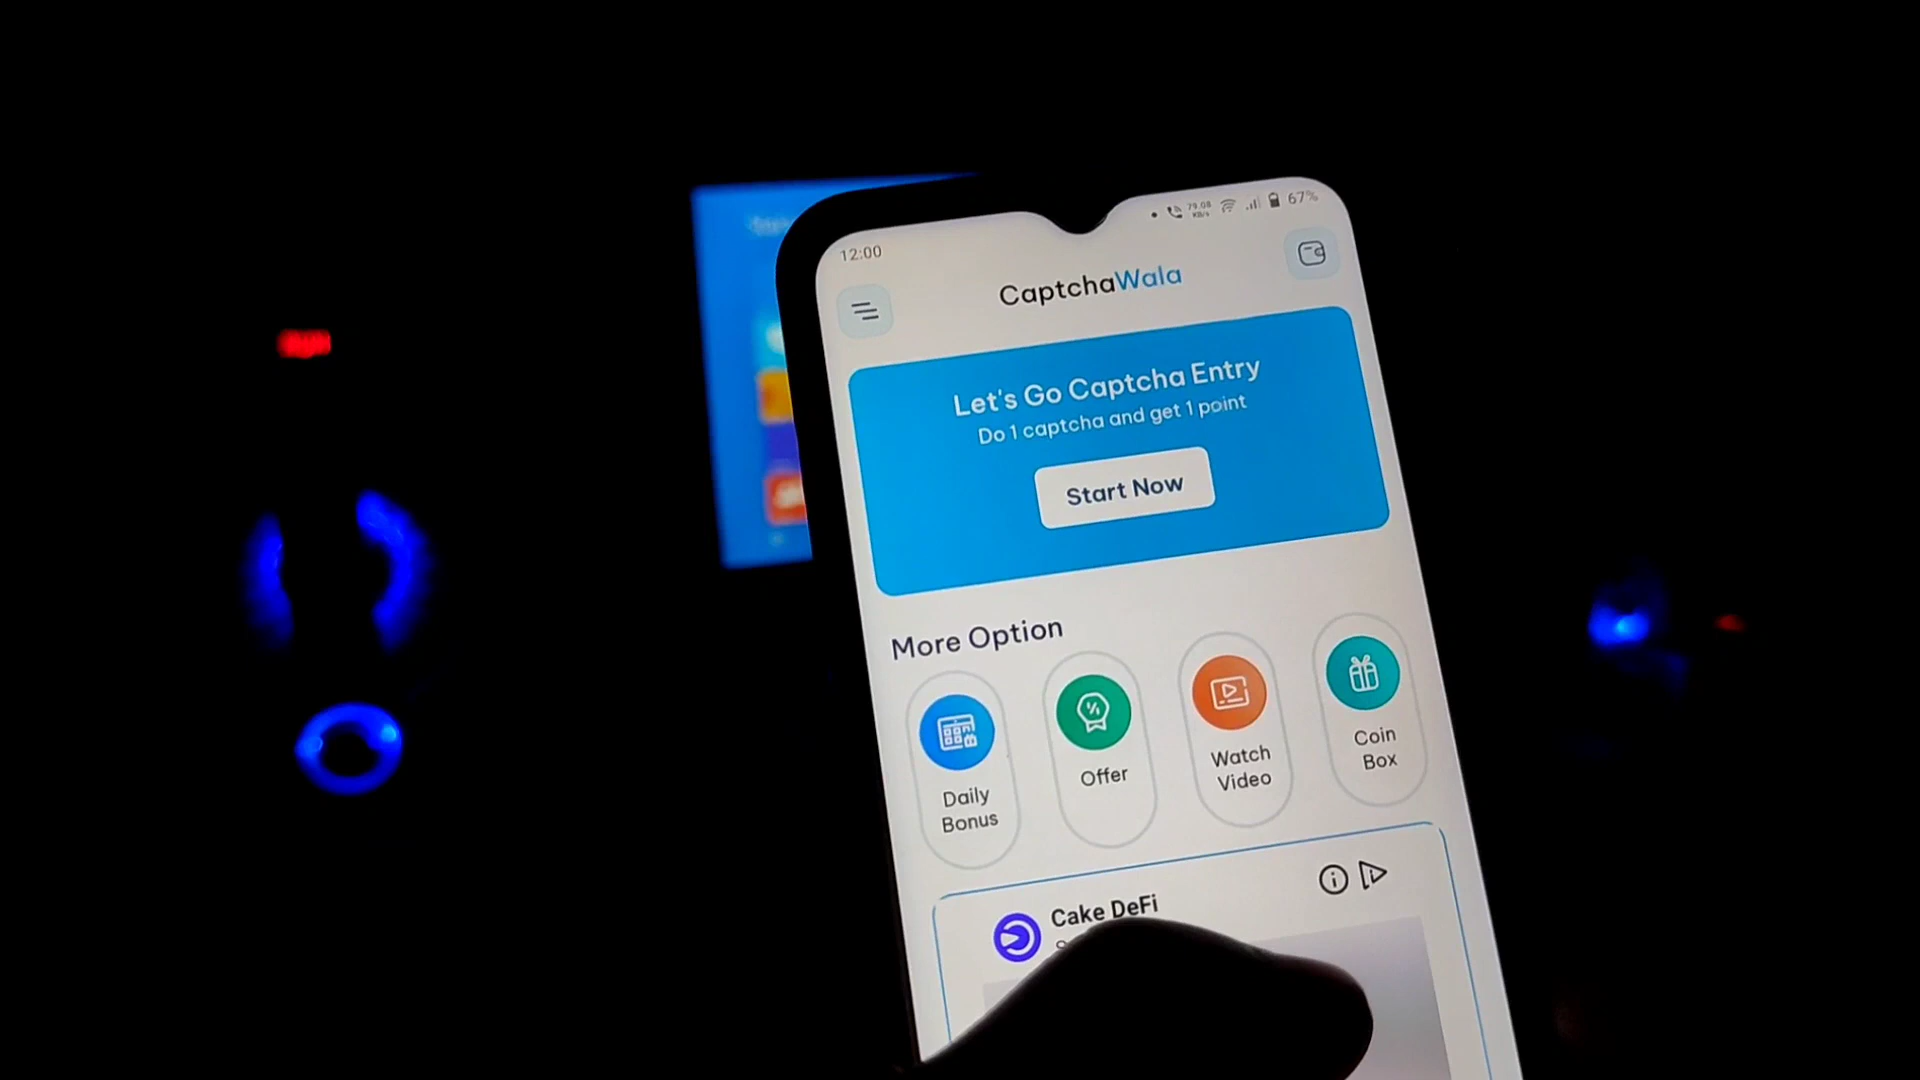 12:00
79.08
KB/s
67%
CaptchaWala
Let's Go Captcha Entry
Do 1 captcha and get 1 point
Start Now
More Option
Daily
Bonus
Offer
Watch
Video
Coin
Box
Cake DeFi